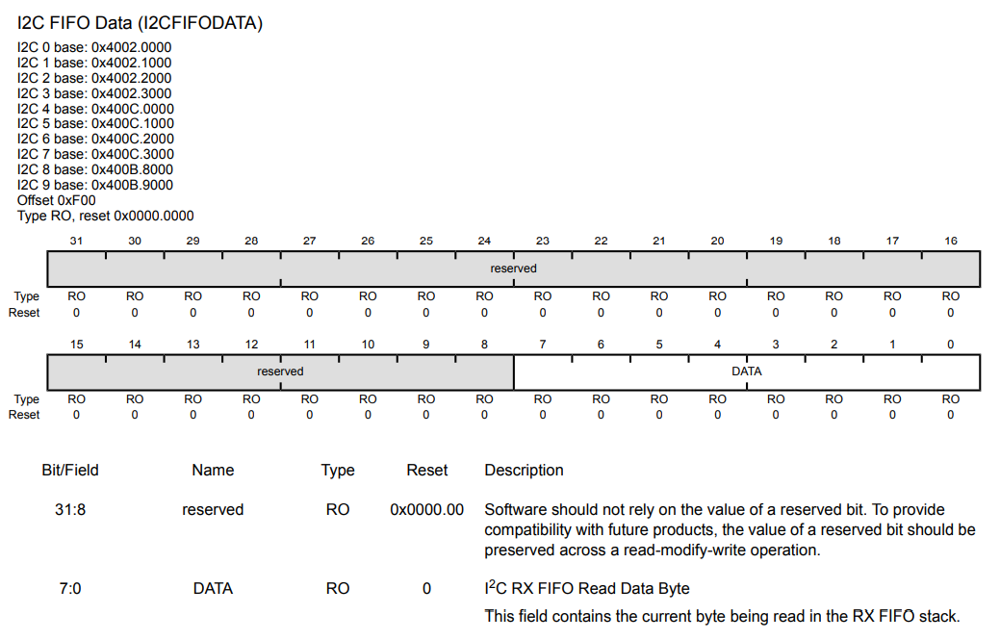 I2C FIFO Data (I2CFIFODATA)
I2C 0 base: 0x4002.0000
I2C 1 base: 0x4002.1000
I2C 2 base: 0x4002.2000
I2C 3 base: 0x4002.3000
I2C 4 base: 0x400C.0000
I2C 5 base: 0x400C.1000
I2C 6 base: 0x400C.2000
I2C 7 base: 0x400C.3000
I2C 8 base: 0x400B.8000
I2C 9 base: 0x400B.9000
Offset 0xF00
Type RO, reset 0x0000.0000
31 30 29 28 27 26 25 24 23 22 21 20 19 18 17 16
reserved
Type RO RO RO RO RO RO RO RO RO RO RO RO RO RO RO RO
Reset 0 0 0 0 0 0 0 0 0 0 0 0 0 0 0 0
15 14 13 12 11 10 9 8 7 6 5 4 3 2 1 0
reserved DATA
Type RO RO RO RO RO RO RO RO RO RO RO RO RO RO RO RO
Reset 0 0 0 0 0 0 0 0 0 0 0 0 0 0 0 0
Bit/Field Name Type Reset Description
31:8 reserved RO 0x0000.00 Software should not rely on the value of a reserved bit. To provide
compatibility with future products, the value of a reserved bit should be
preserved across a read-modify-write operation.
7:0 DATA RO 0 I²C RX FIFO Read Data Byte
This field contains the current byte being read in the RX FIFO stack.